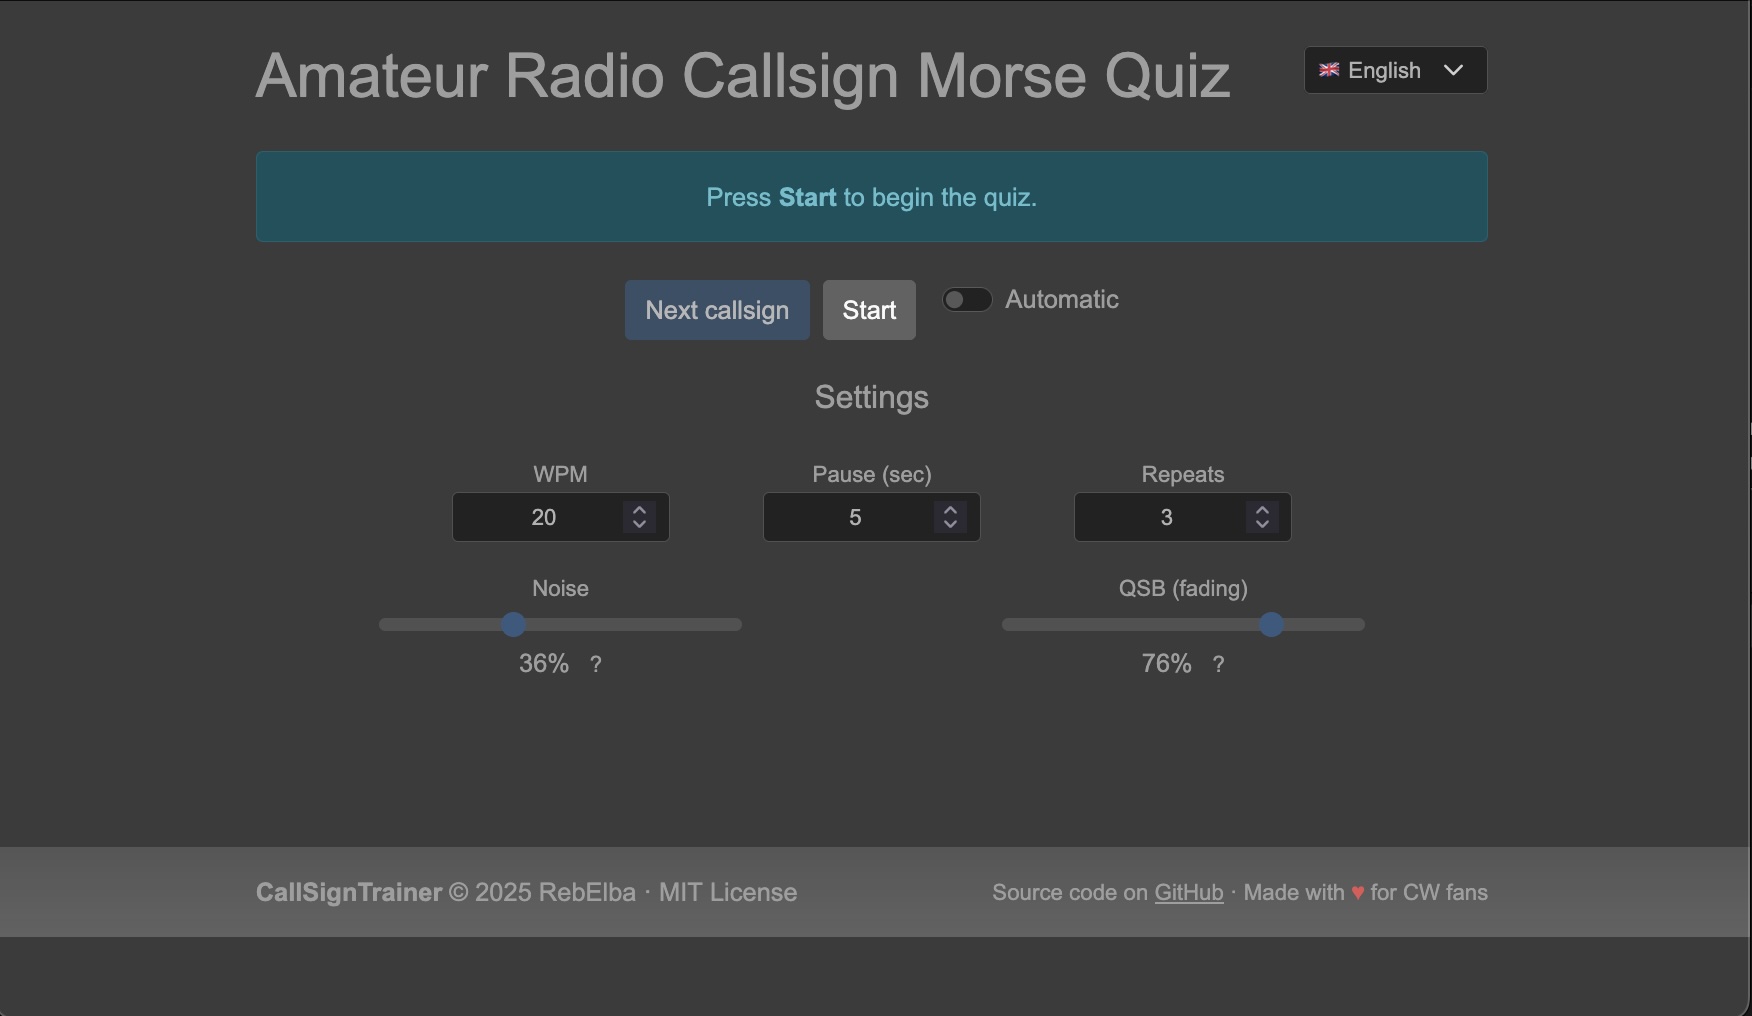 Amateur Radio Callsign Morse Quiz
English
Press Start to begin the quiz.
Next callsign
Start
Automatic
Settings
WPM
Pause (sec)
Repeats
20
5
3
Noise
QSB (fading)
36% ?
76% ?
CallSignTrainer © 2025 RebElba · MIT License
Source code on GitHub · Made with ♥ for CW fans